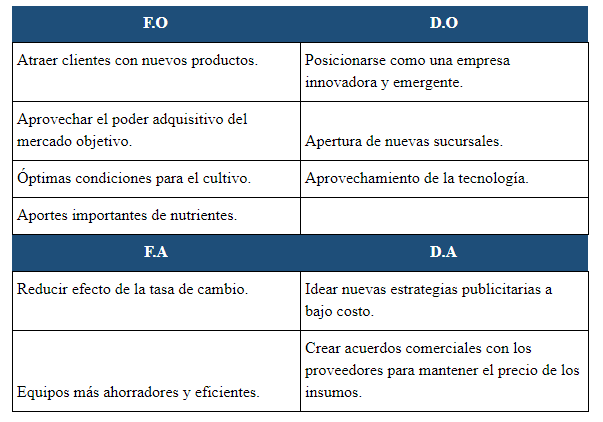 F.O
D.O
Atraer clientes con nuevos productos.
Posicionarse como una empresa
innovadora y emergente.
Aprovechar el poder adquisitivo del
mercado objetivo.
Apertura de nuevas sucursales.
Óptimas condiciones para el cultivo.
Aprovechamiento de la tecnología.
Aportes importantes de nutrientes.
F.A
D.A
Reducir efecto de la tasa de cambio.
Idear nuevas estrategias publicitarias a
bajo costo.
Equipos más ahorradores y eficientes.
Crear acuerdos comerciales con los
proveedores para mantener el precio de los
insumos.